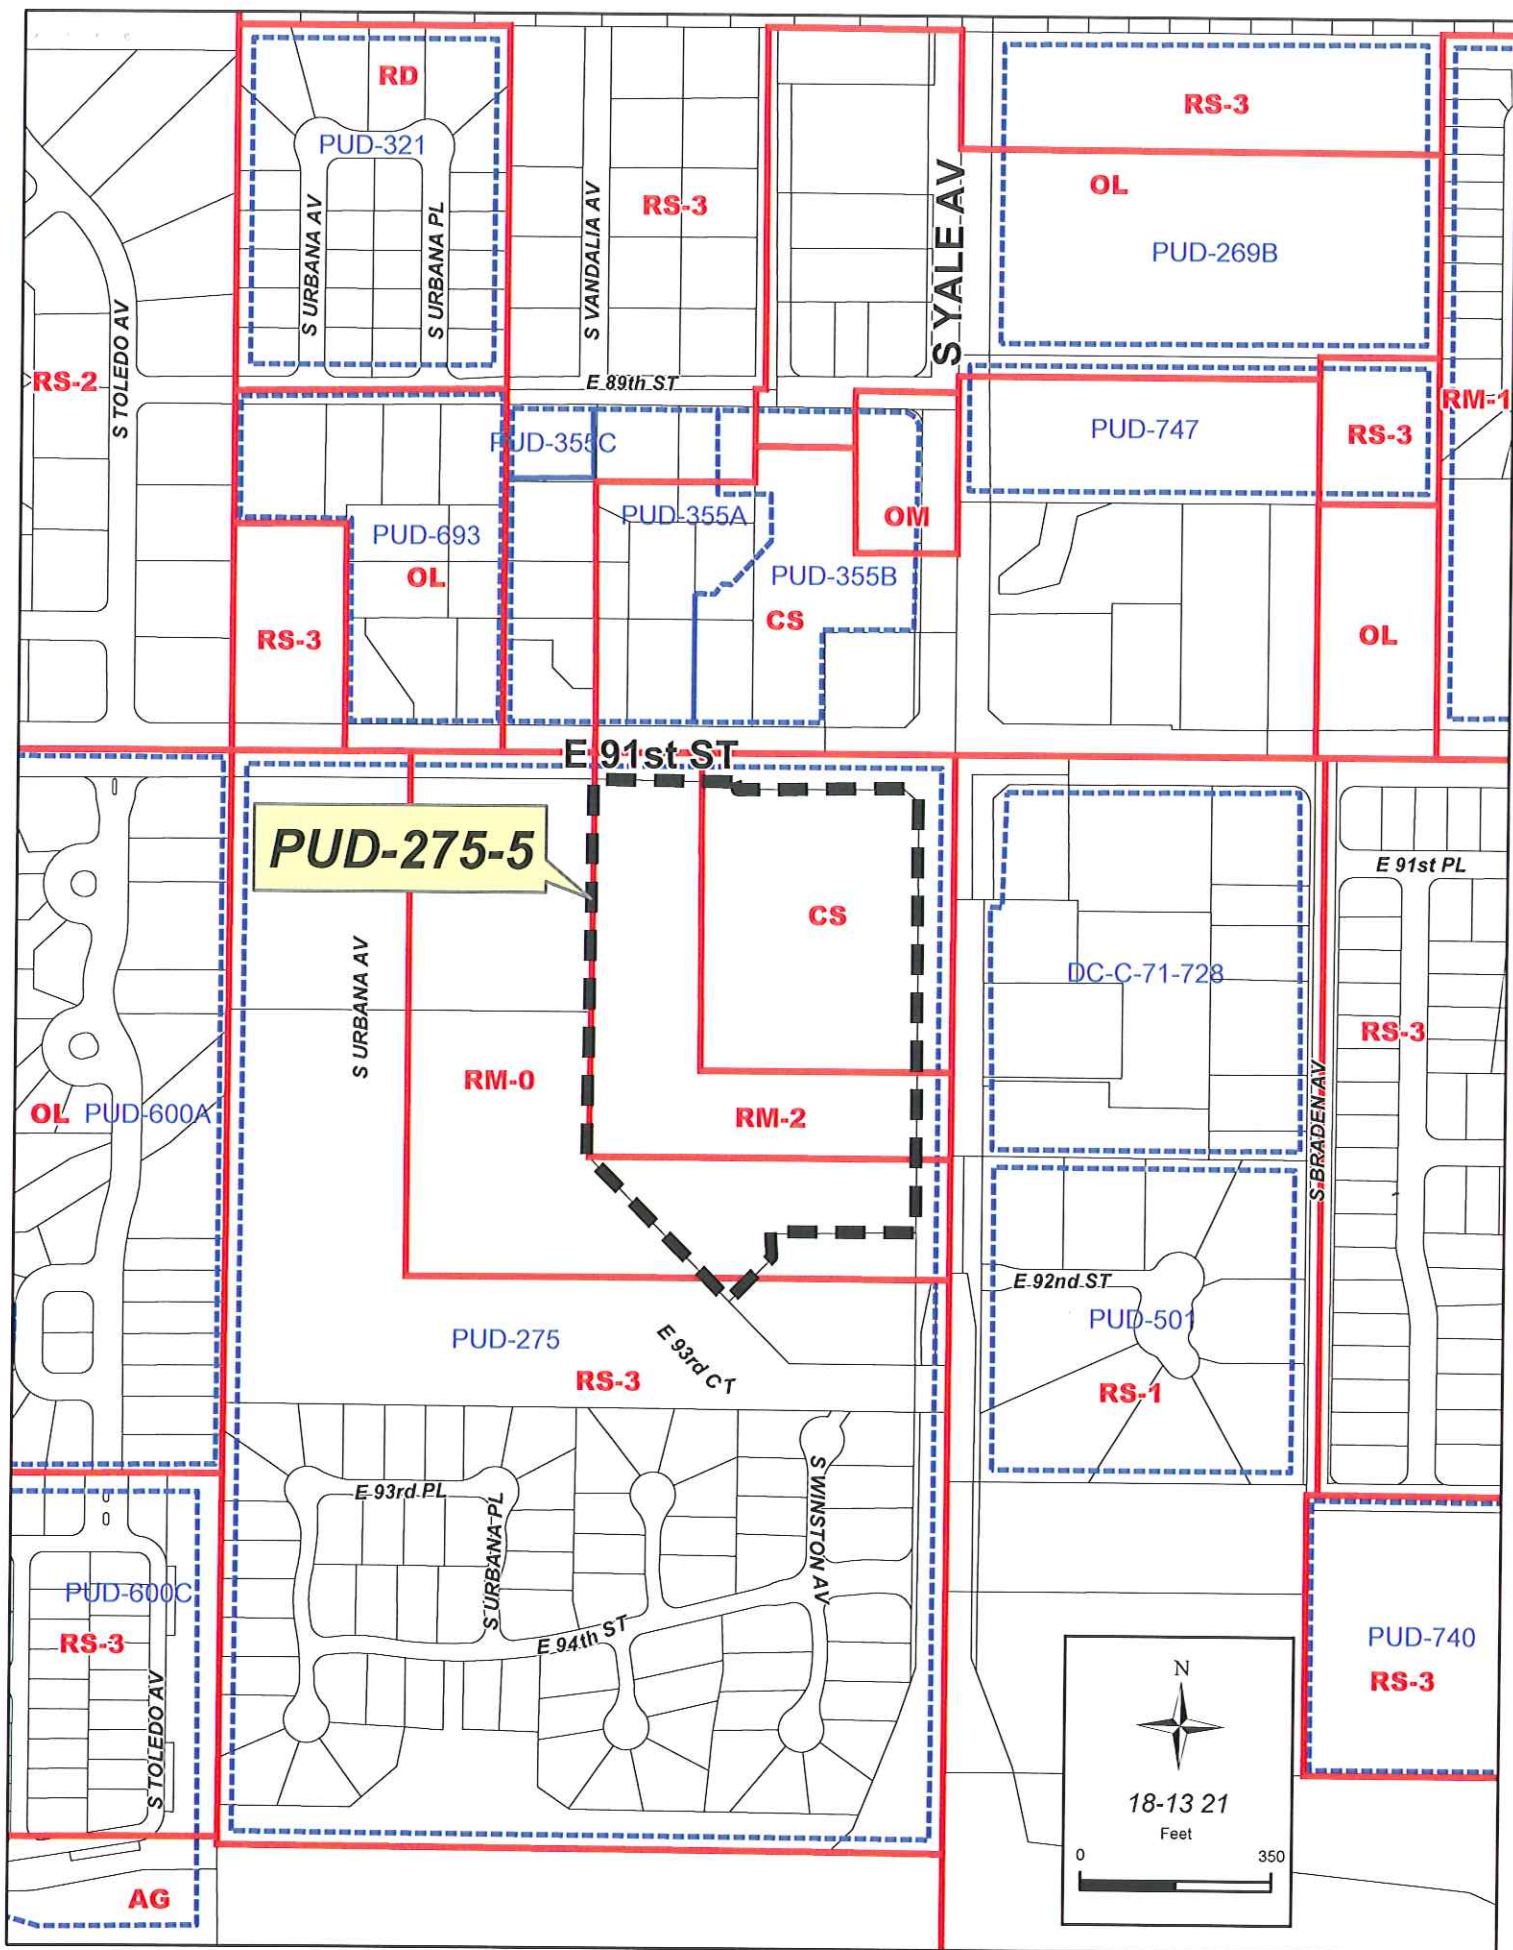 RD
RS-3
PUD-321
OL
RS-3
S YALE AV
PUD-269B
S URBANA AV
S URBANA PL
S VANDALIA AV
S TOLEDO AV
RS-2
E 89th ST
RM-1
PUD-355C
PUD-747
RS-3
PUD-355A
OM
PUD-693
OL
PUD-355B
CS
RS-3
OL
E 91st ST
PUD-275-5
E 91st PL
CS
DC-C-71-728
S URBANA AV
RS-3
RM-0
OL
PUD-600A
RM-2
S BRADEN AV
E 92nd ST
PUD-501
PUD-275
E 93rd CT
RS-3
RS-1
E 93rd PL
S URBANA PL
S WINSTON AV
PUD-600C
RS-3
E 94th ST
PUD-740
RS-3
S TOLEDO AV
N
18-13 21
Feet
0
350
AG